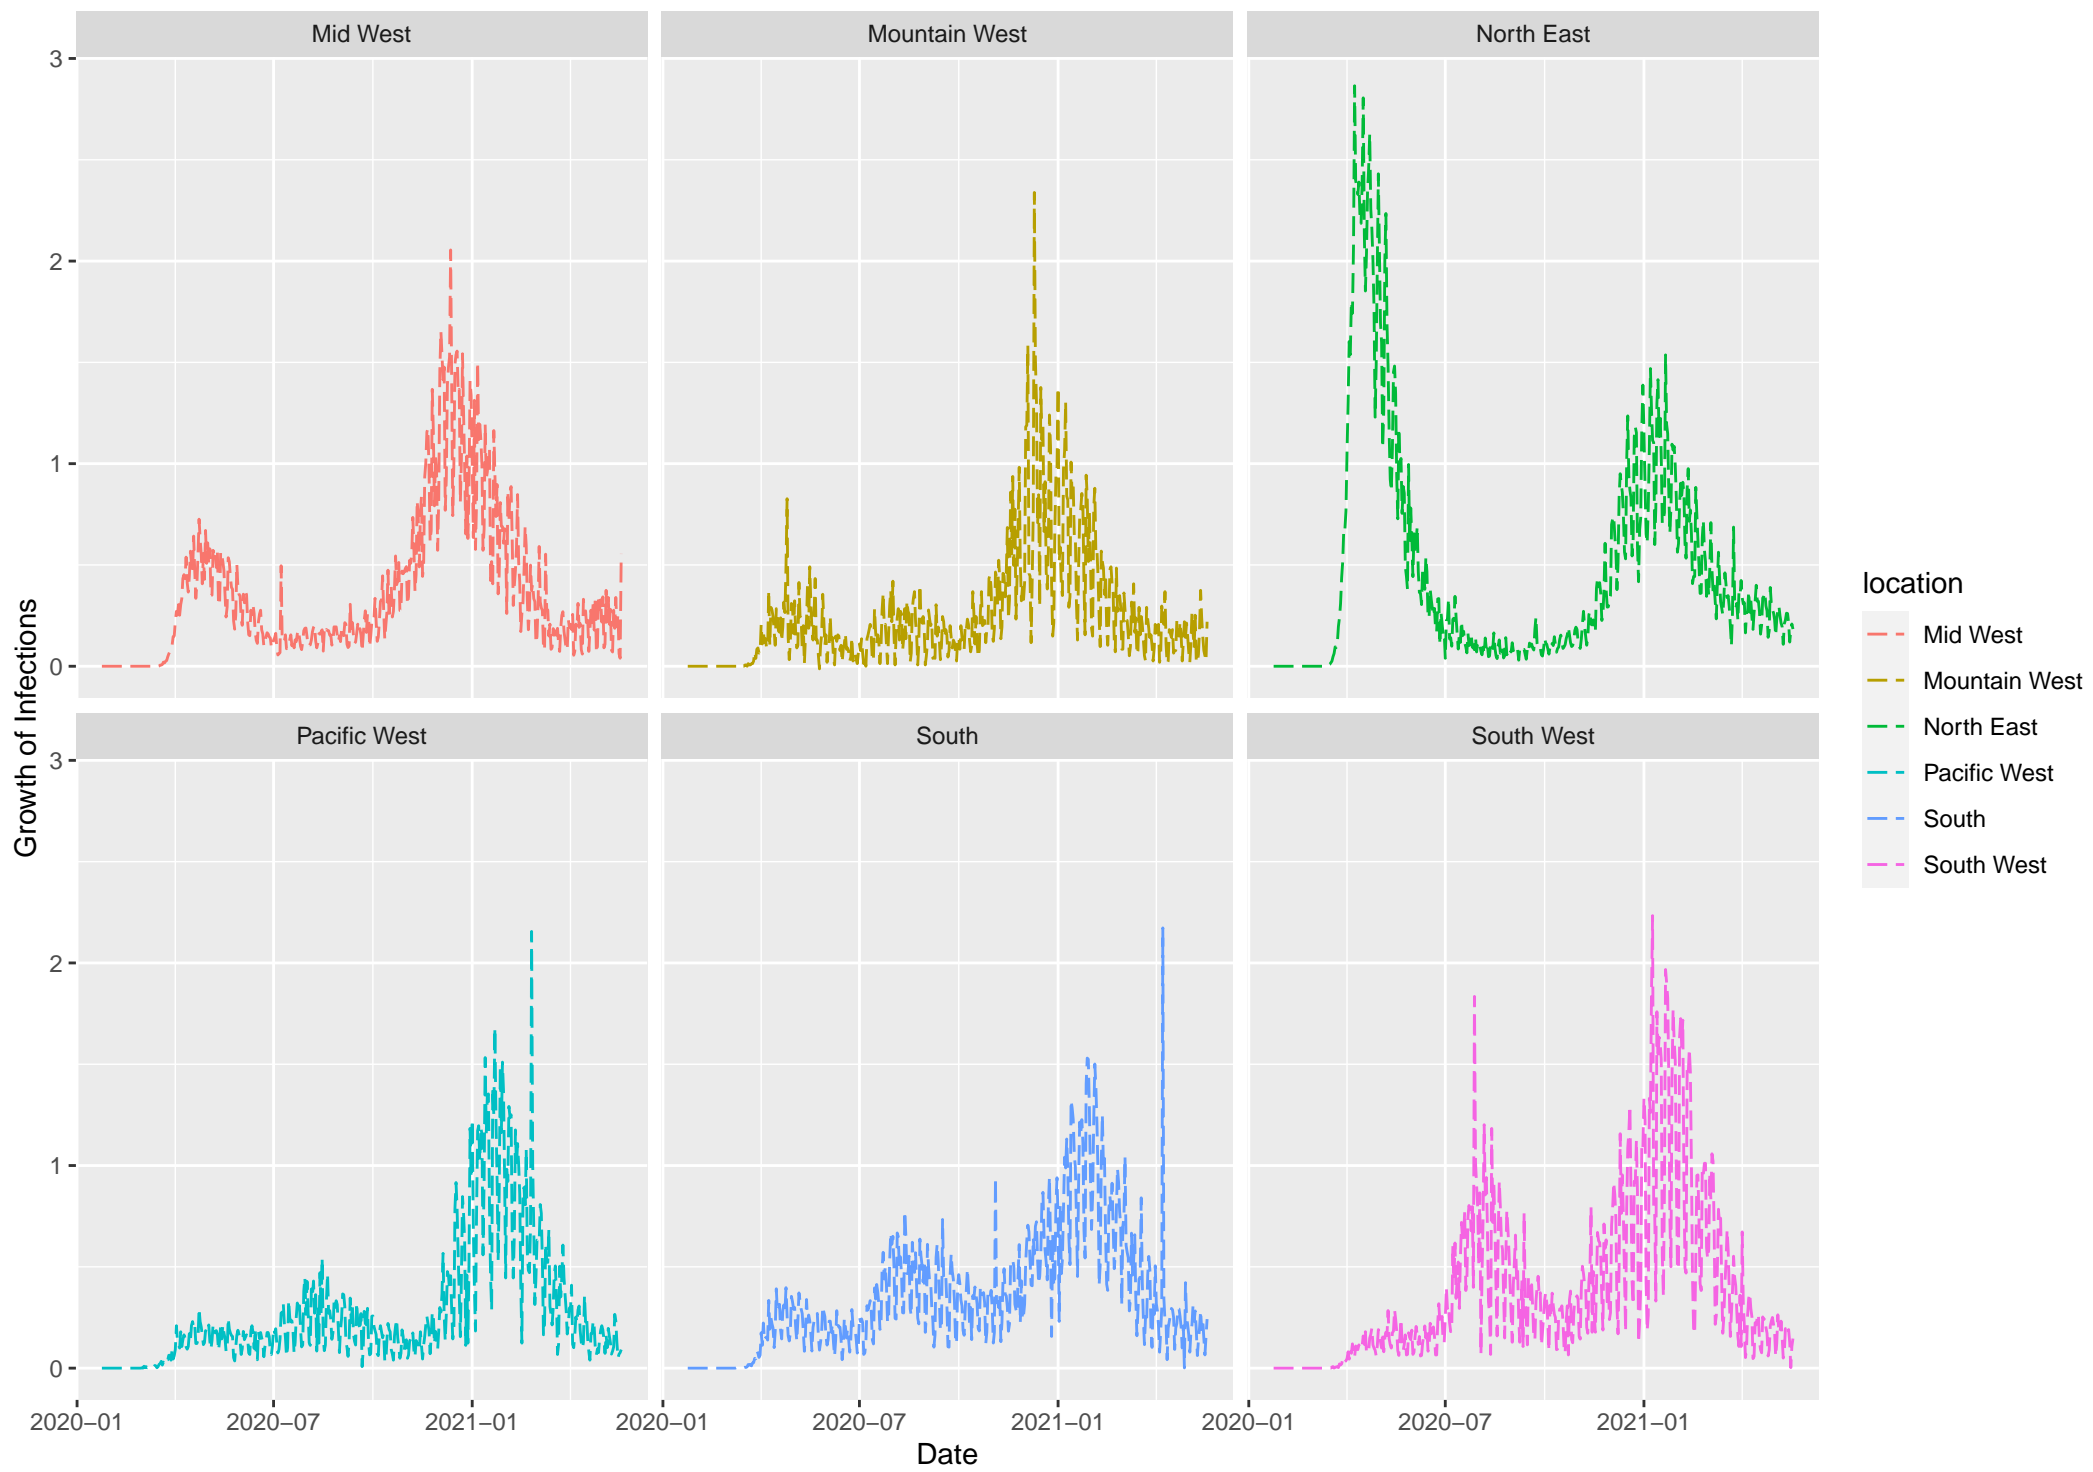 Mid West
Mountain West
North East
3
2
1
0
Pacific West
South
South West
3
2
1
0
2020–01
2020–07
2021–01
2020–01
2020–07
2021–01
2020–01
2020–07
2021–01
Date
Growth of Infections
location
Mid West
Mountain West
North East
Pacific West
South
South West